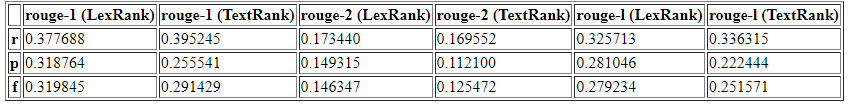 rouge-1 (LexRank) rouge-1 (TextRank) rouge-2 (LexRank) rouge-2 (TextRank) rouge-l (LexRank) rouge-l (TextRank)
r 0.377688 0.395245 0.173440 0.169552 0.325713 0.336315
p 0.318764 0.255541 0.149315 0.112100 0.281046 0.222444
f 0.319845 0.291429 0.146347 0.125472 0.279234 0.251571